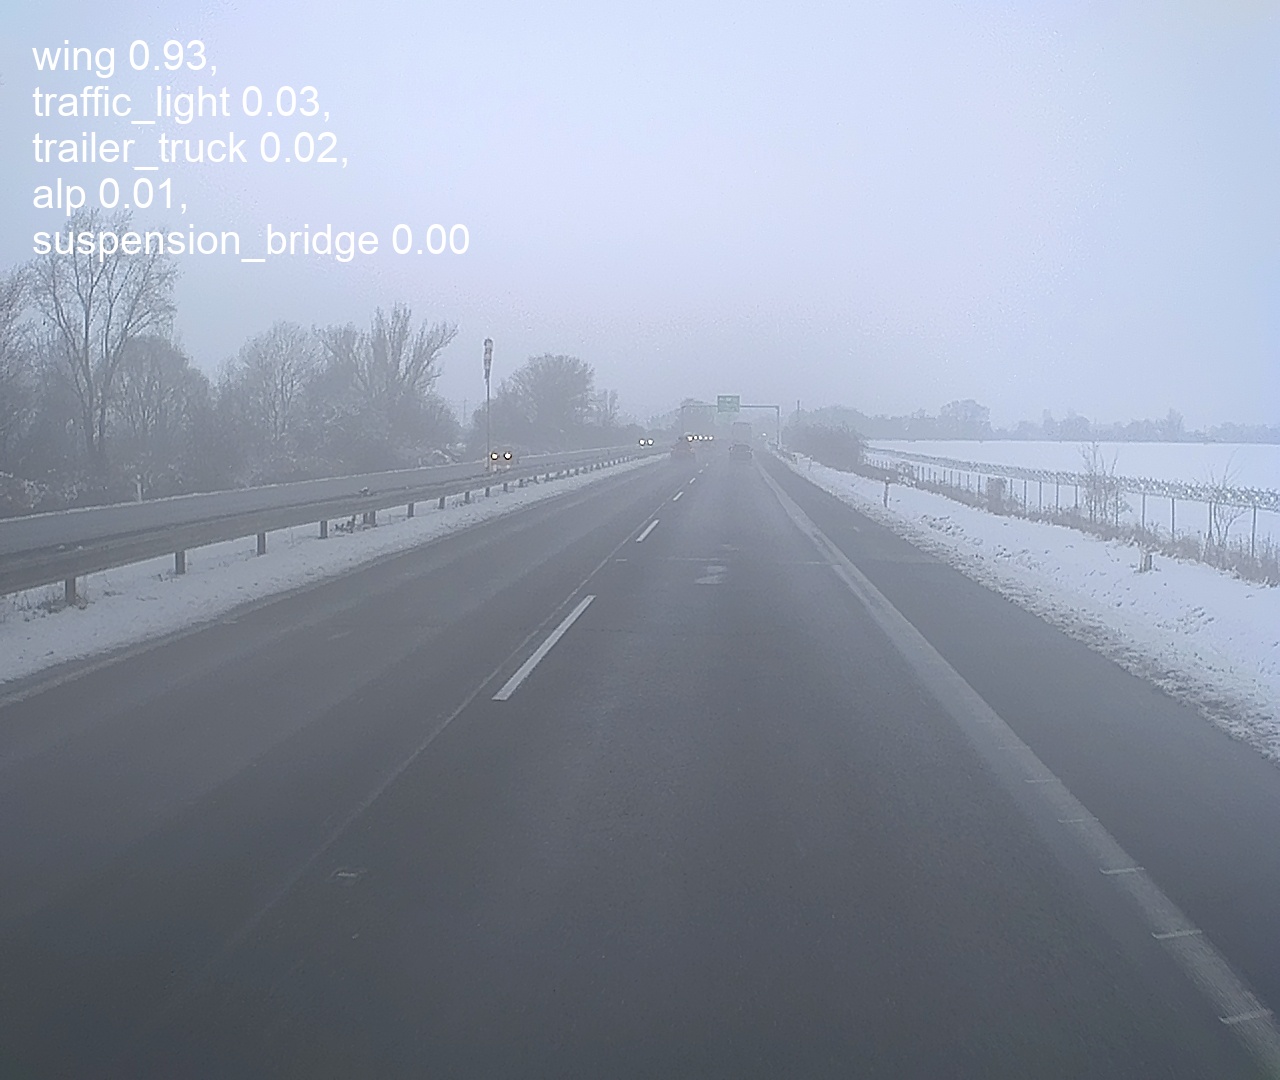 wing 0.93,
traffic_light 0.03,
trailer_truck 0.02,
alp 0.01,
suspension_bridge 0.00